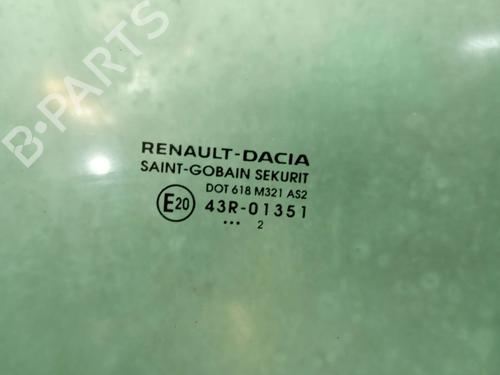 B-PARTS
RENAULT-DACIA
SAINT-GOBAIN SEKURIT
DOT 618 M321 AS2
E20 43R-01351
... 2